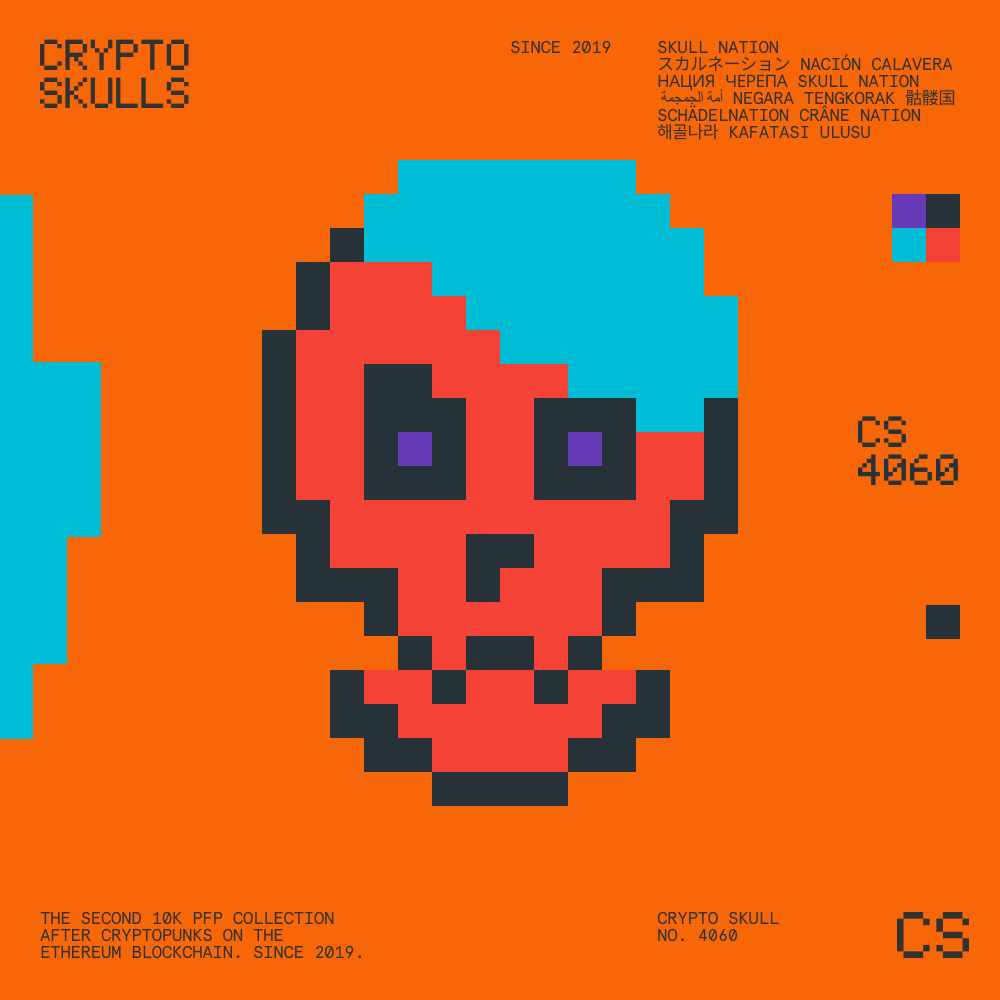 CRYPTO
SKULLS
SINCE 2019
SKULL NATION
スカルネーション NACIÓN CALAVERA
НАЦИЯ ЧЕРЕПА SKULL NATION
أمة الجمجمة NEGARA TENGKORAK 骷髅国
SCHÄDELNATION CRÂNE NATION
해골나라 KAFATASI ULUSU
CS
4060
THE SECOND 10K PFP COLLECTION
AFTER CRYPTOPUNKS ON THE
ETHEREUM BLOCKCHAIN. SINCE 2019.
CRYPTO SKULL
NO. 4060
CS